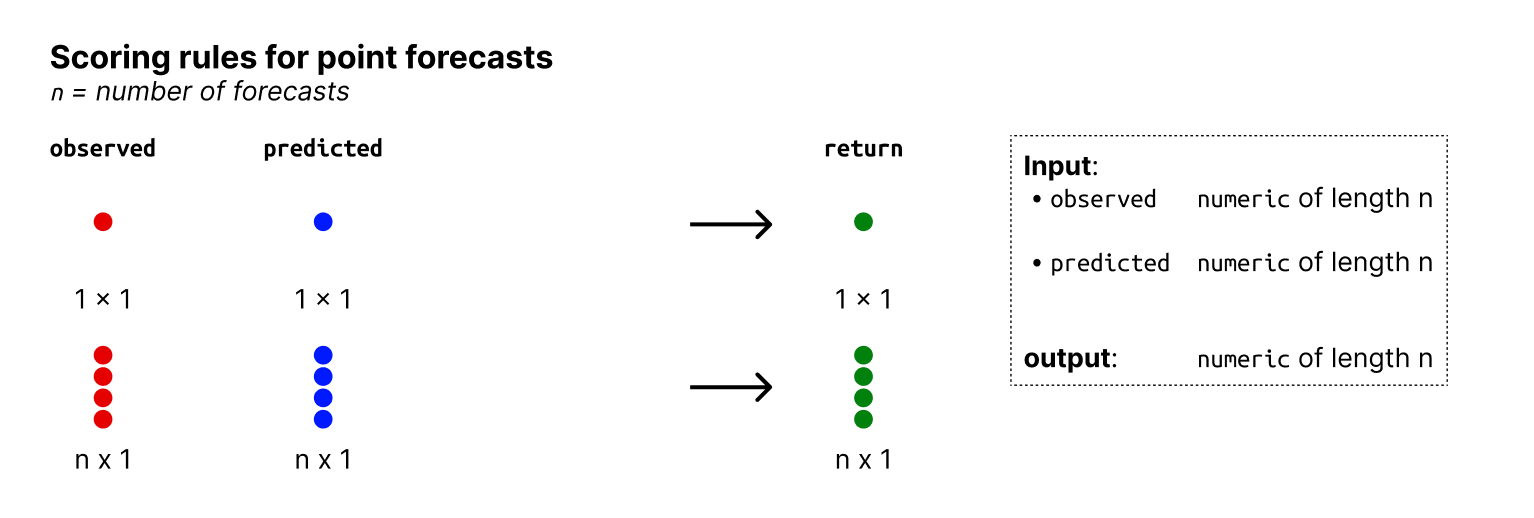 Scoring rules for point forecasts
n = number of forecasts
observed predicted return
1 × 1 1 × 1 1 × 1
n x 1 n x 1 n x 1
Input:
• observed numeric of length n
• predicted numeric of length n
output: numeric of length n